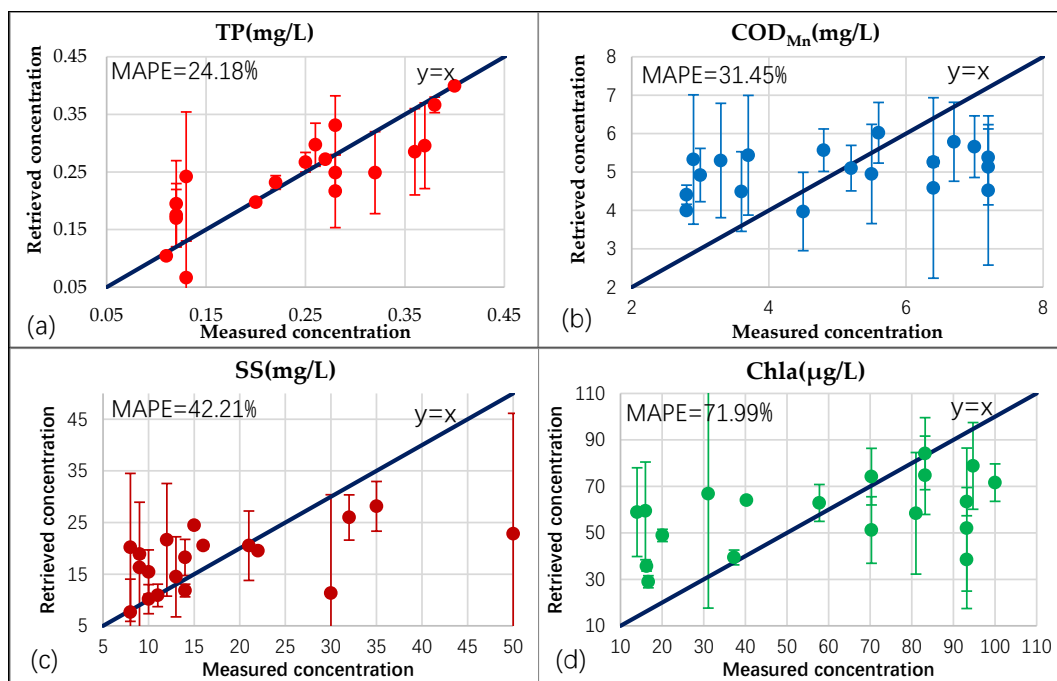 TP(mg/L)
MAPE=24.18%
y=x
Retrieved concentration
0.45
0.35
0.25
0.15
0.05
0.05 0.15 0.25 0.35 0.45
Measured concentration
(a)
COD_Mn(mg/L)
MAPE=31.45%
y=x
Retrieved concentration
8
7
6
5
4
3
2
2 4 6 8
Measured concentration
(b)
SS(mg/L)
MAPE=42.21%
y=x
Retrieved concentration
45
35
25
15
5
5 10 15 20 25 30 35 40 45 50
Measured concentration
(c)
Chla(μg/L)
MAPE=71.99%
y=x
Retrieved concentration
110
90
70
50
30
10
10 20 30 40 50 60 70 80 90 100 110
Measured concentration
(d)